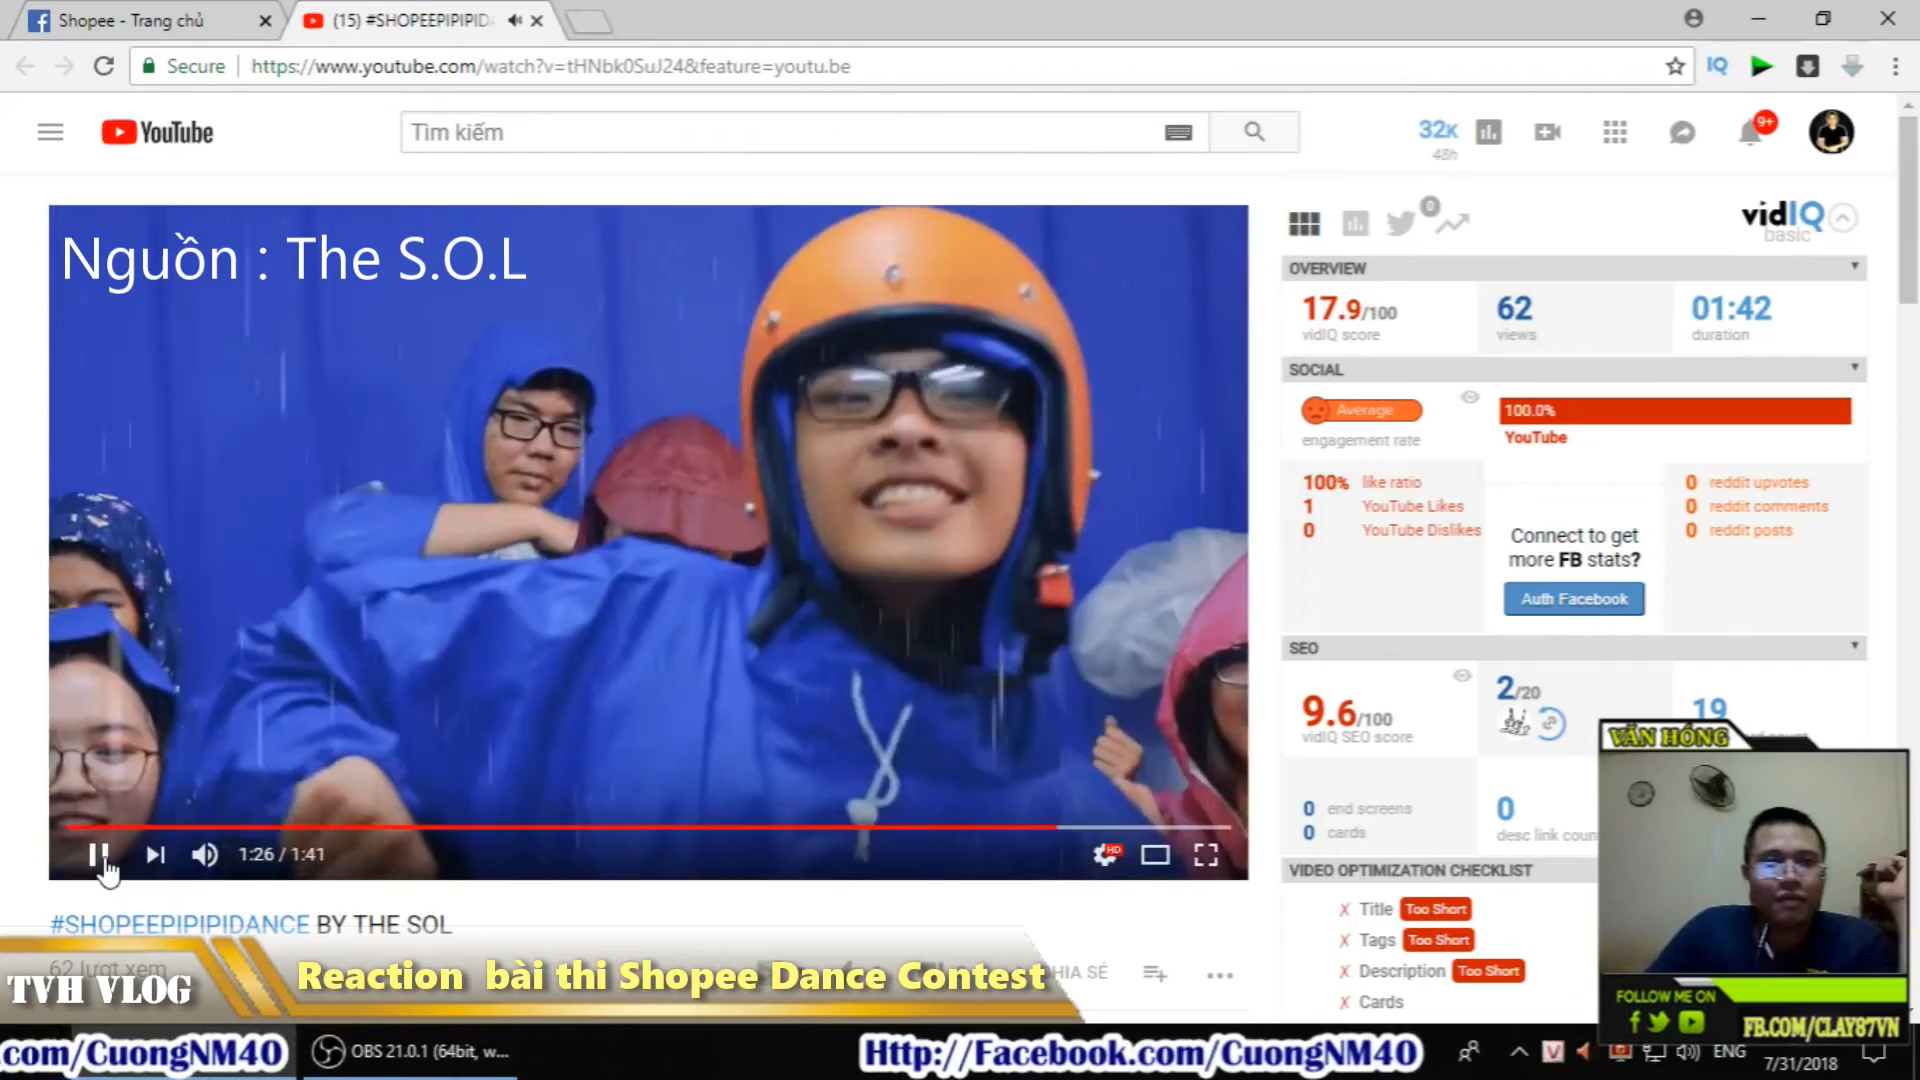 Shopee - Trang chủ
(15) #SHOPEEPIPIPID
Secure
https://www.youtube.com/watch?v=tHNbk0SuJ24&feature=youtu.be
IQ
YouTube
Tìm kiếm
32K
48h
9+
Nguồn : The S.O.L
0
vidIQ
basic
OVERVIEW
17.9/100
vidIQ score
62
views
01:42
duration
SOCIAL
Average
engagement rate
100.0%
YouTube
100% like ratio
1 YouTube Likes
0 YouTube Dislikes
Connect to get
more FB stats?
Auth Facebook
0 reddit upvotes
0 reddit comments
0 reddit posts
SEO
9.6/100
vidIQ SEO score
2/20
19
0 end screens
0 cards
0
desc link coun
VIDEO OPTIMIZATION CHECKLIST
X Title Too Short
X Tags Too Short
X Description Too Short
X Cards
HD
1:26 / 1:41
#SHOPEEPIPIPIDANCE BY THE SOL
62 lượt xem
HIA SẺ
TVH VLOG
Reaction bài thi Shopee Dance Contest
VĂN HÓNG
FOLLOW ME ON
FB.COM/CLAY87VN
.com/CuongNM40
OBS 21.0.1 (64bit, w...
Http://Facebook.com/CuongNM40
V
ENG
7/31/2018